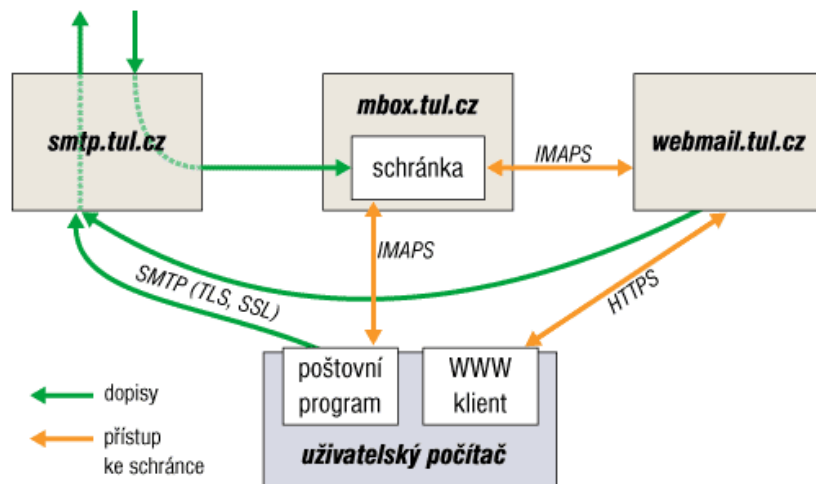 smtp.tul.cz
mbox.tul.cz
schránka
IMAPS
webmail.tul.cz
IMAPS
SMTP (TLS, SSL)
HTTPS
poštovní
program
WWW
klient
uživatelský počítač
dopisy
přístup
ke schránce